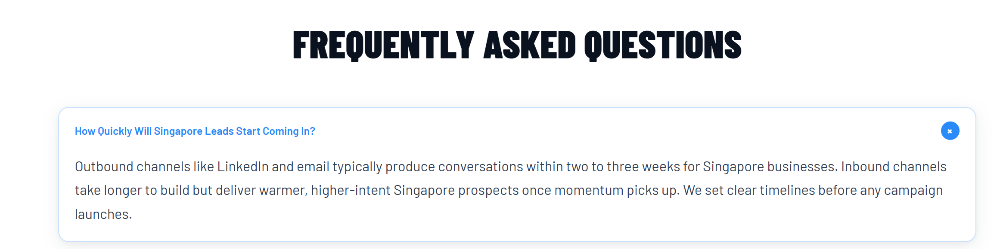 FREQUENTLY ASKED QUESTIONS
How Quickly Will Singapore Leads Start Coming In?
Outbound channels like LinkedIn and email typically produce conversations within two to three weeks for Singapore businesses. Inbound channels
take longer to build but deliver warmer, higher-intent Singapore prospects once momentum picks up. We set clear timelines before any campaign
launches.